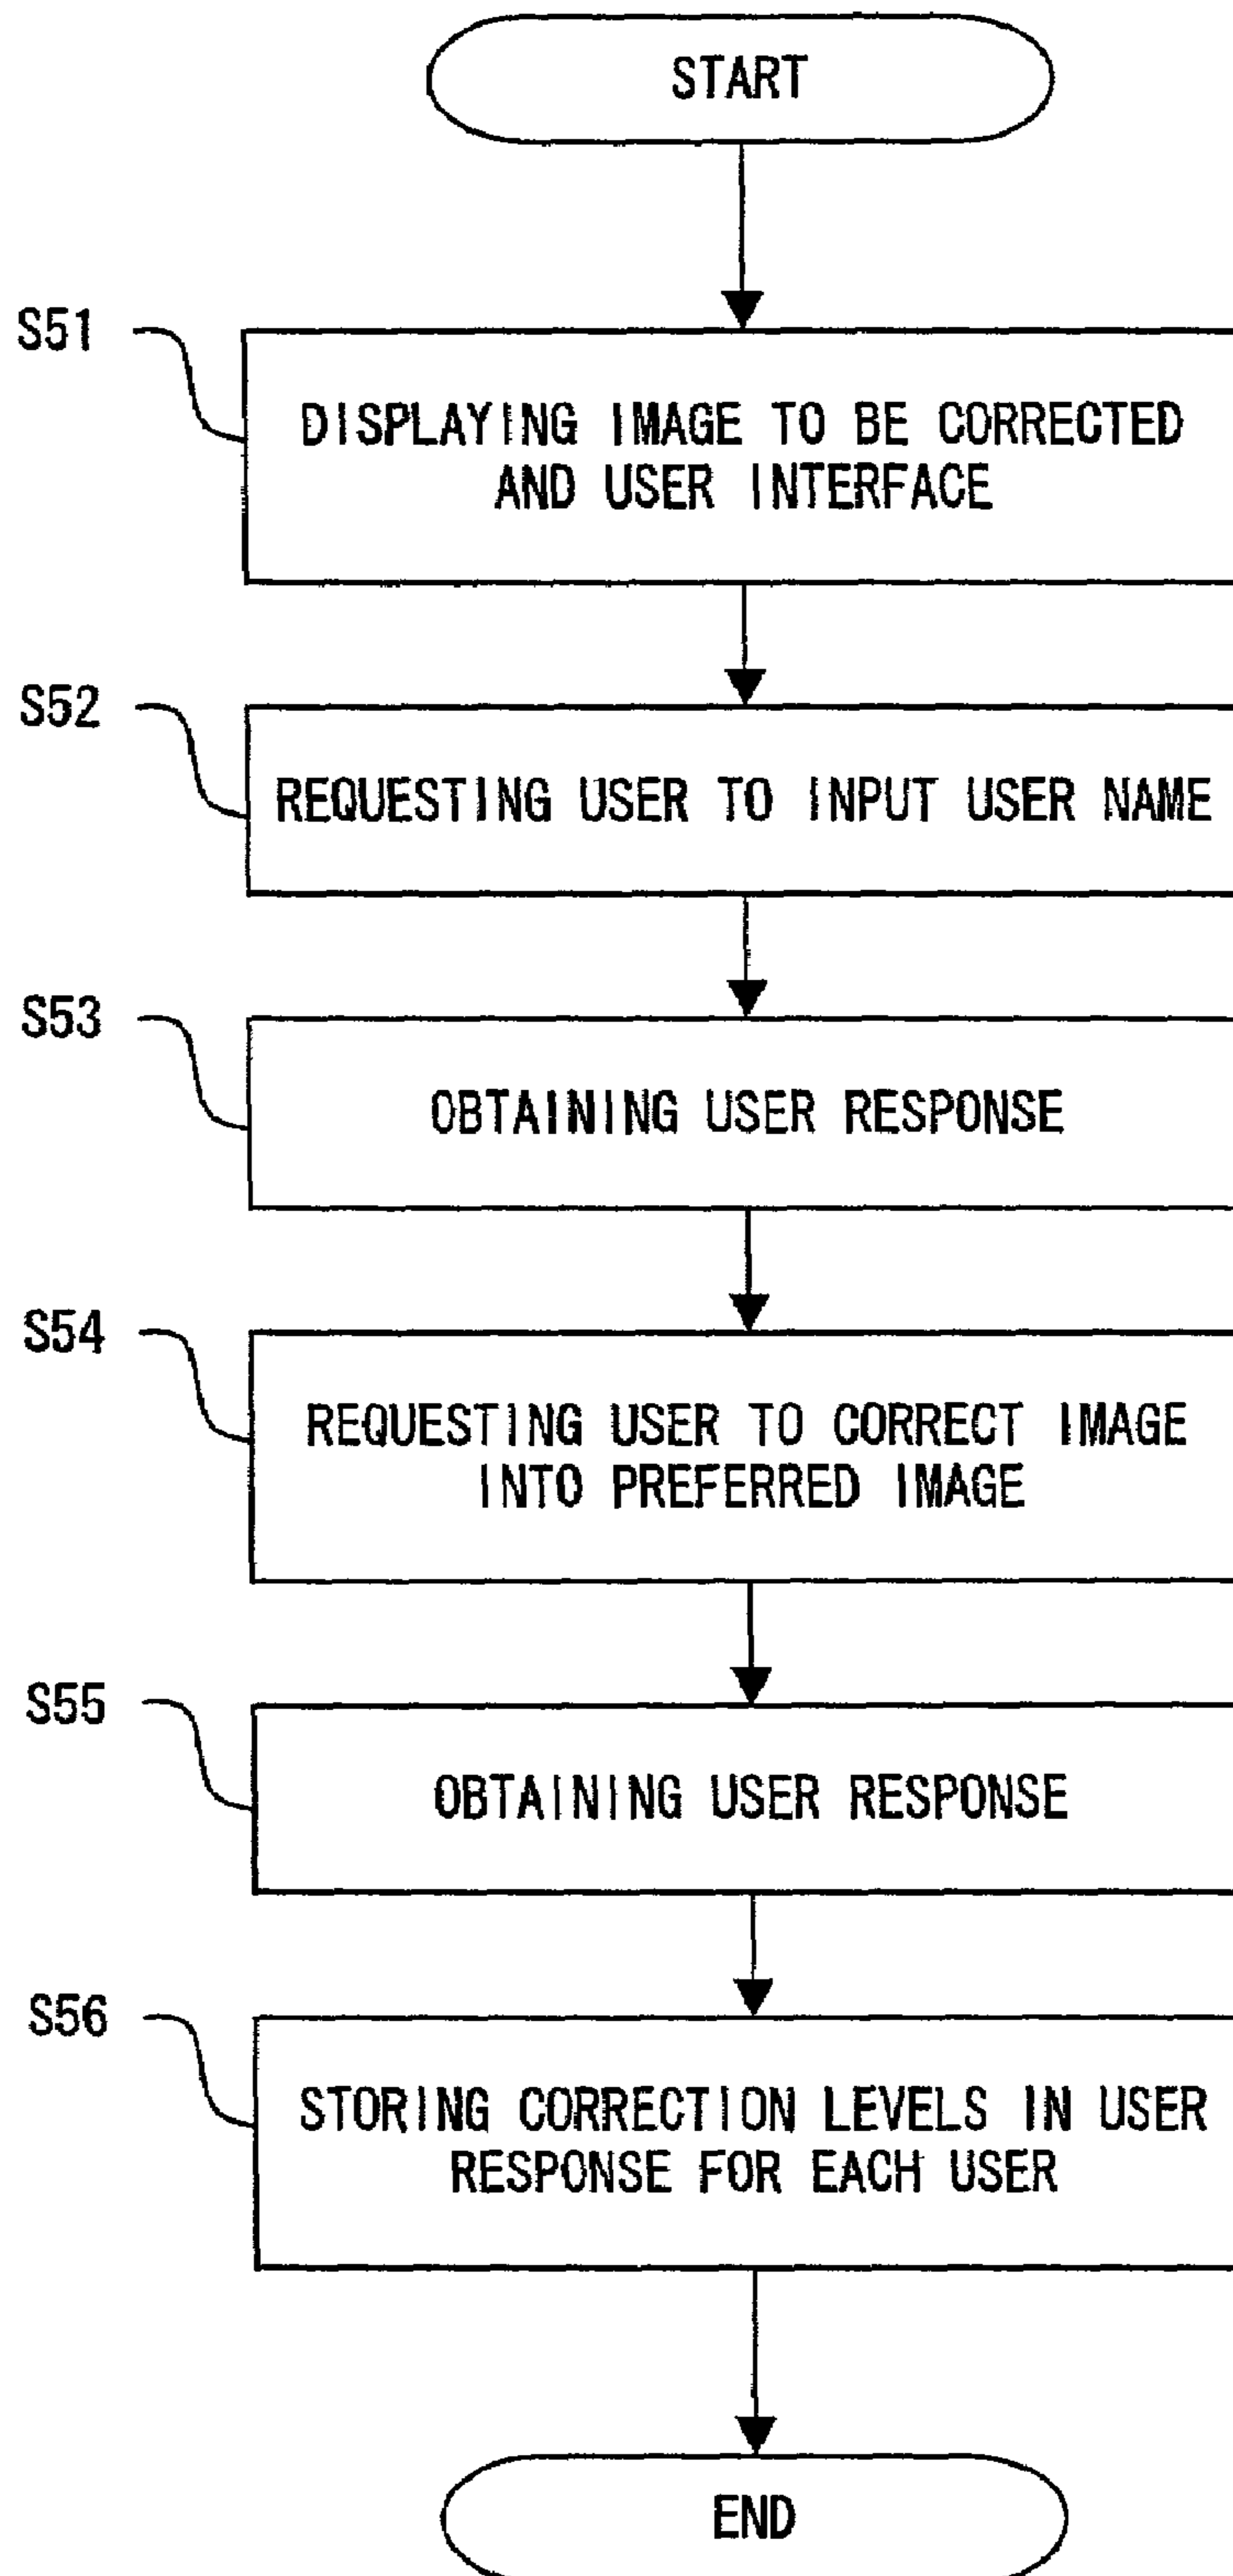 START
S51
DISPLAYING IMAGE TO BE CORRECTED
AND USER INTERFACE
S52
REQUESTING USER TO INPUT USER NAME
S53
OBTAINING USER RESPONSE
S54
REQUESTING USER TO CORRECT IMAGE
INTO PREFERRED IMAGE
S55
OBTAINING USER RESPONSE
S56
STORING CORRECTION LEVELS IN USER
RESPONSE FOR EACH USER
END